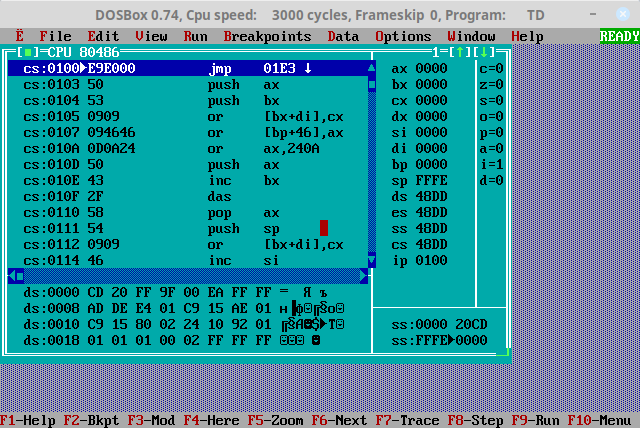 DOSBox 0.74, Cpu speed: 3000 cycles, Frameskip 0, Program: TD
Ë File Edit View Run Breakpoints Data Options Window Help READY
[■]=CPU 80486 1=[↑][↓]
cs:0100►E9E000 jmp 01E3 ↓ ax 0000 c=0
cs:0103 50 push ax bx 0000 z=0
cs:0104 53 push bx cx 0000 s=0
cs:0105 0909 or [bx+di],cx dx 0000 o=0
cs:0107 094646 or [bp+46],ax si 0000 p=0
cs:010A 0D0A24 or ax,240A di 0000 a=0
cs:010D 50 push ax bp 0000 i=1
cs:010E 43 inc bx sp FFFE d=0
cs:010F 2F das ds 48DD
cs:0110 58 pop ax es 48DD
cs:0111 54 push sp ss 48DD
cs:0112 0909 or [bx+di],cx cs 48DD
cs:0114 46 inc si ip 0100
ds:0000 CD 20 FF 9F 00 EA FF FF = Я ъ
ds:0008 AD DE E4 01 C9 15 AE 01
ds:0010 C9 15 80 02 24 10 92 01 ss:0000 20CD
ds:0018 01 01 01 00 02 FF FF FF ss:FFFE►0000
F1-Help F2-Bkpt F3-Mod F4-Here F5-Zoom F6-Next F7-Trace F8-Step F9-Run F10-Menu